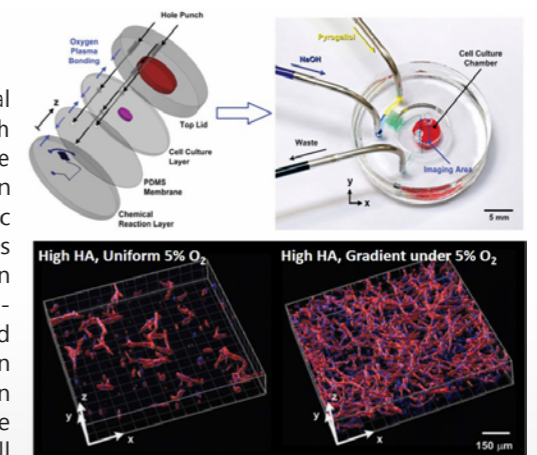 al
h
e
n
c
s
n
-
d
n
n
e
ll
Hole Punch
Oxygen
Plasma
Bonding
z
Top Lid
Cell Culture
Layer
PDMS
Membrane
Chemical
Reaction Layer
Pyrogallol
NaOH
Cell Culture
Chamber
Waste
Imaging Area
y
x
5 mm
High HA, Uniform 5% O₂
High HA, Gradient under 5% O₂
z
y
x
z
y
x
150 µm